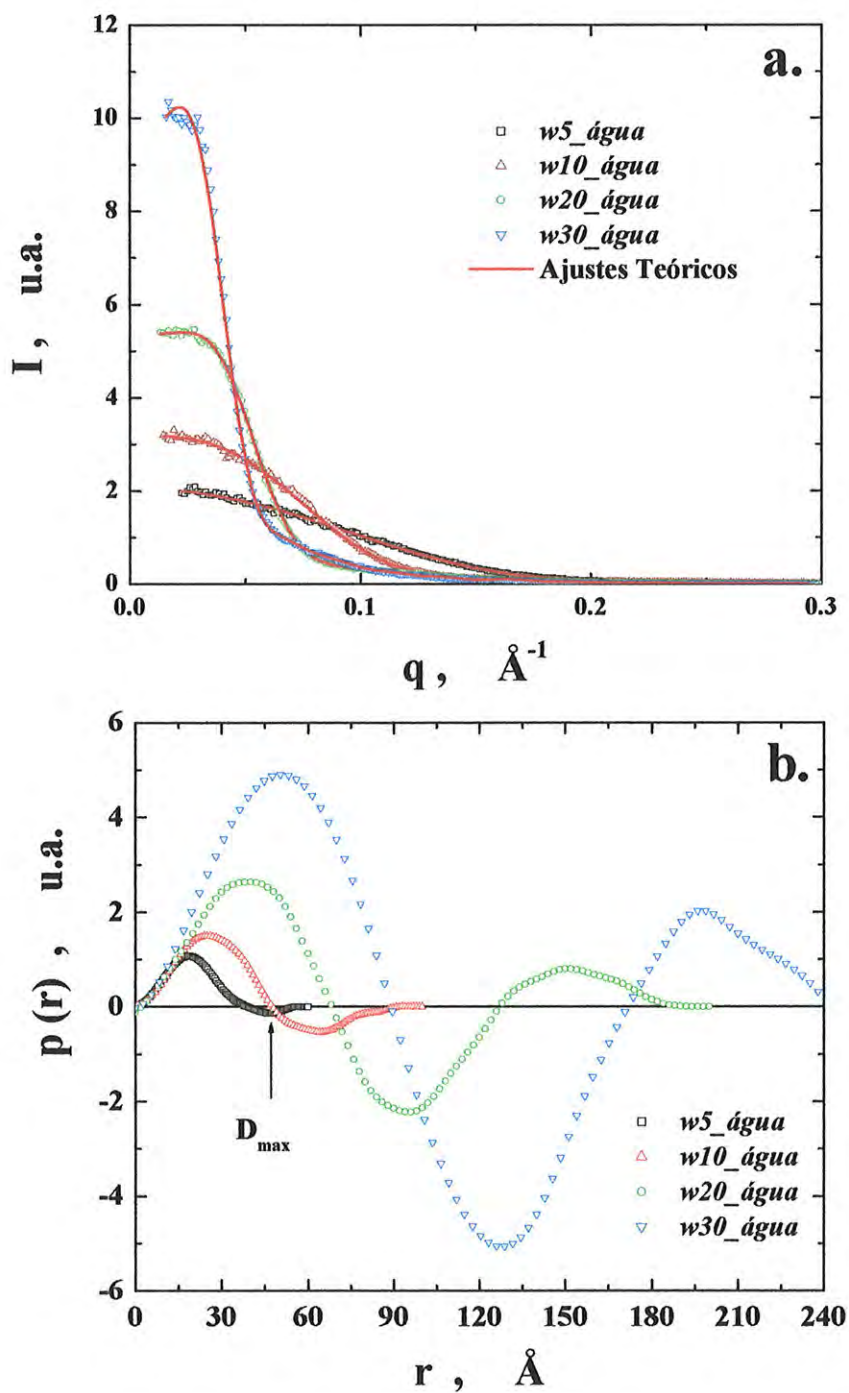 12
10
8
6
4
2
0
I , u.a.
a.
w5_água
w10_água
w20_água
w30_água
Ajustes Teóricos
0.0 0.1 0.2 0.3
q , Å-1
6
4
2
0
-2
-4
-6
p (r) , u.a.
b.
Dmax
w5_água
w10_água
w20_água
w30_água
0 30 60 90 120 150 180 210 240
r , Å